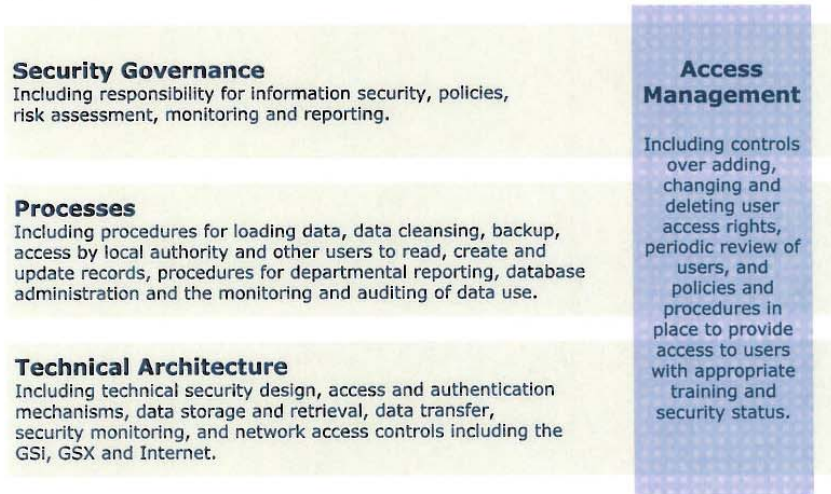 Security Governance
Including responsibility for information security, policies,
risk assessment, monitoring and reporting.
Processes
Including procedures for loading data, data cleansing, backup,
access by local authority and other users to read, create and
update records, procedures for departmental reporting, database
administration and the monitoring and auditing of data use.
Technical Architecture
Including technical security design, access and authentication
mechanisms, data storage and retrieval, data transfer,
security monitoring, and network access controls including the
GSi, GSX and Internet.
Access
Management
Including controls
over adding,
changing and
deleting user
access rights,
periodic review of
users, and
policies and
procedures in
place to provide
access to users
with appropriate
training and
security status.